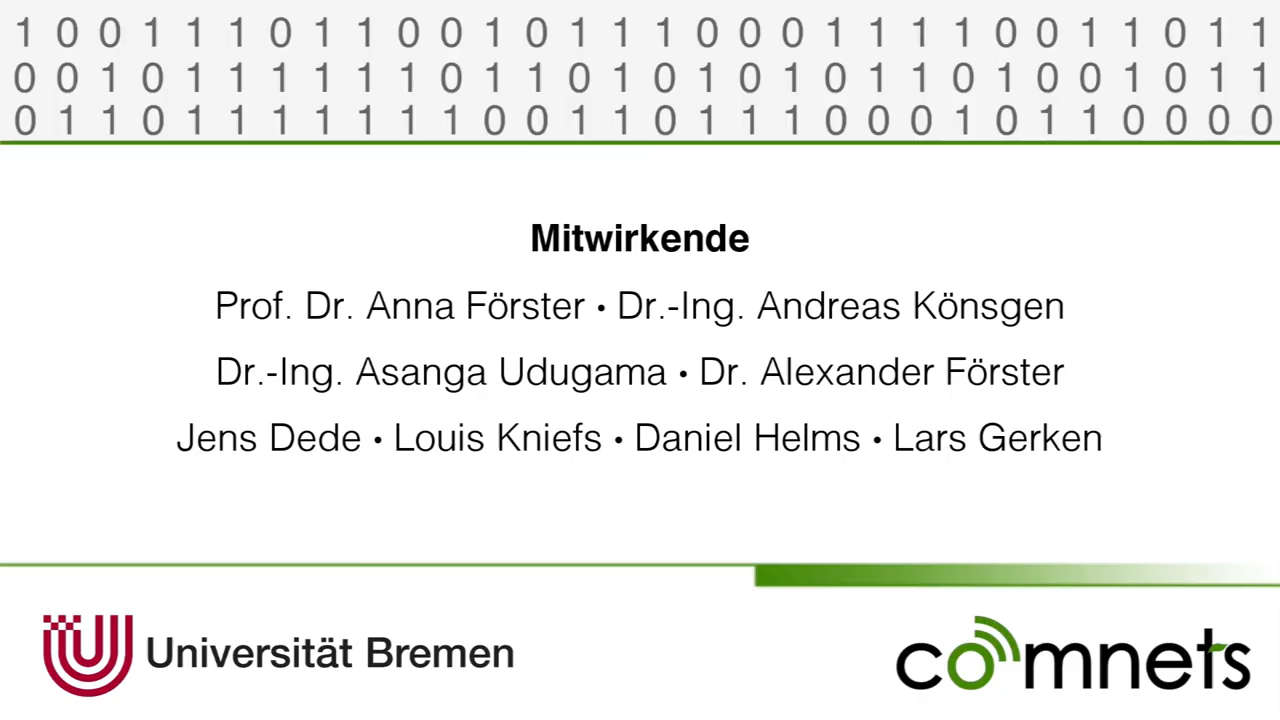 1 0 0 1 1 1 0 1 1 0 0 1 0 1 1 1 0 0 0 1 1 1 1 0 0 1 1 0 1 1
0 0 1 0 1 1 1 1 1 1 0 1 1 0 1 0 1 0 1 0 1 1 0 1 0 0 1 0 1 1
0 1 1 0 1 1 1 1 1 1 1 0 0 1 1 0 1 1 1 0 0 0 1 0 1 1 0 0 0 0
Mitwirkende
Prof. Dr. Anna Förster • Dr.-Ing. Andreas Könsgen
Dr.-Ing. Asanga Udugama • Dr. Alexander Förster
Jens Dede • Louis Kniefs • Daniel Helms • Lars Gerken
Universität Bremen
comnets